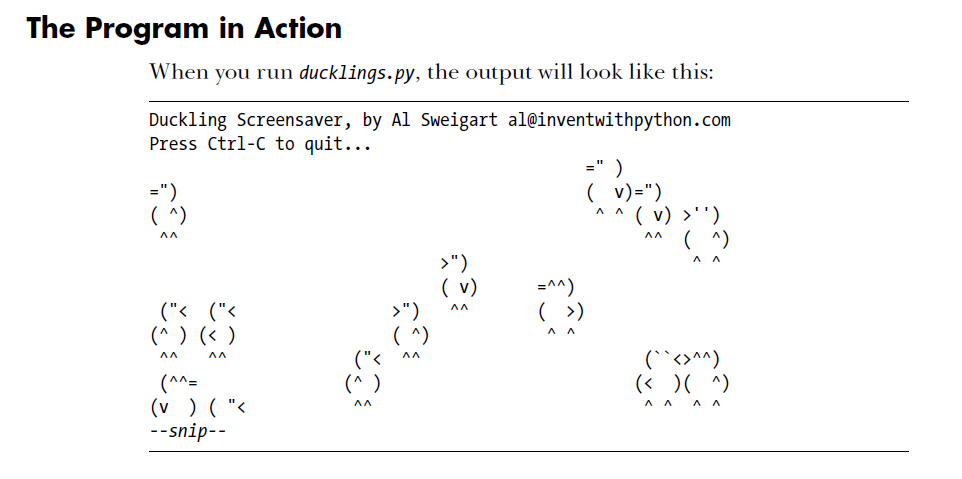 The Program in Action
When you run ducklings.py, the output will look like this:
Duckling Screensaver, by Al Sweigart al@inventwithpython.com
Press Ctrl-C to quit...
                                             =" )
=")                                          (  v)=")
( ^)                                          ^ ^ ( v) >'')
 ^^                                                ^^  (  ^)
                                                        ^ ^
                              >")
                              ( v)      =^^)
 ("<  ("<                >")   ^^       (  >)
(^ ) (< )                ( ^)            ^ ^
 ^^   ^^             ("<  ^^                       (``<>^^)
 (^^=               (^ )                          (<  )(  ^)
(v  ) ( "<           ^^                            ^ ^  ^ ^
--snip--